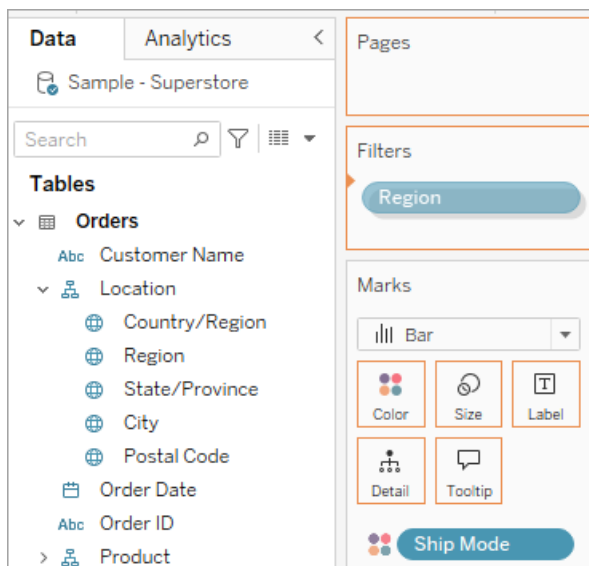 Data
Analytics
Sample - Superstore
Search
Tables
Orders
Abc Customer Name
Location
Country/Region
Region
State/Province
City
Postal Code
Order Date
Abc Order ID
Product
Pages
Filters
Region
Marks
Bar
Color
Size
T
Label
Detail
Tooltip
Ship Mode